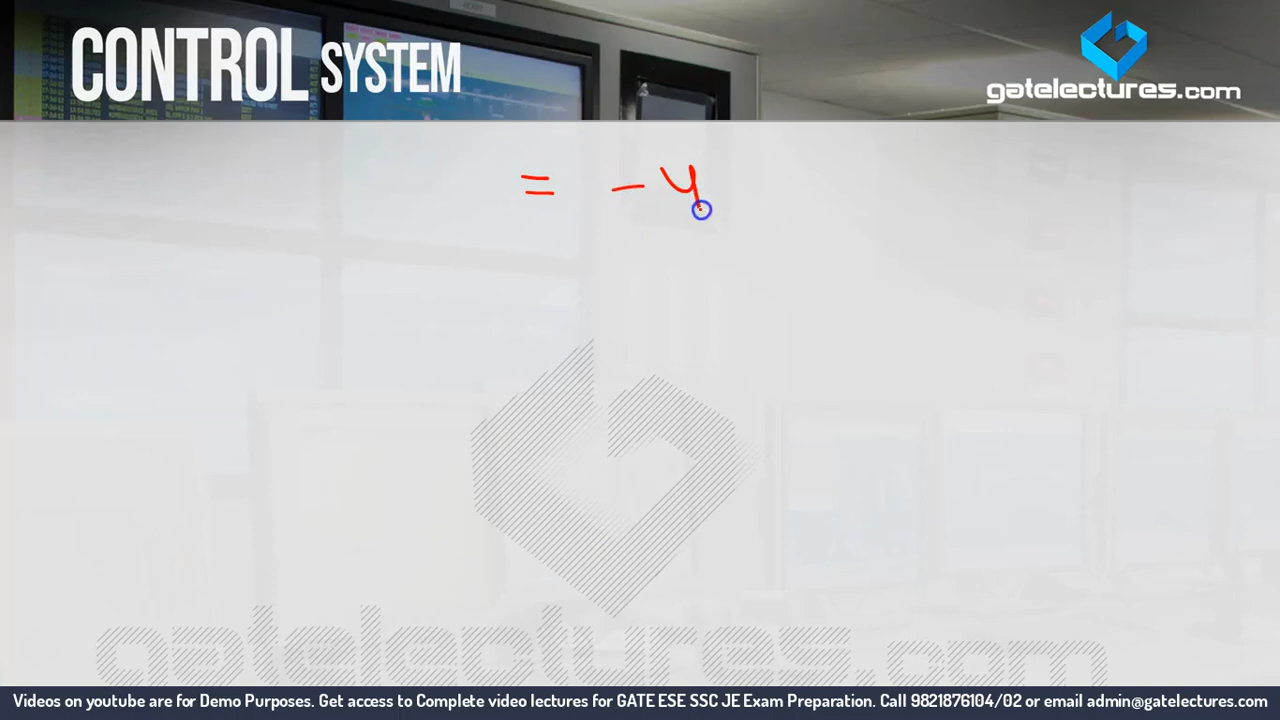 CONTROL SYSTEM
gatelectures.com
= - y
gatelectures.com
Videos on youtube are for Demo Purposes. Get access to Complete video lectures for GATE ESE SSC JE Exam Preparation. Call 9821876104/02 or email admin@gatelectures.com